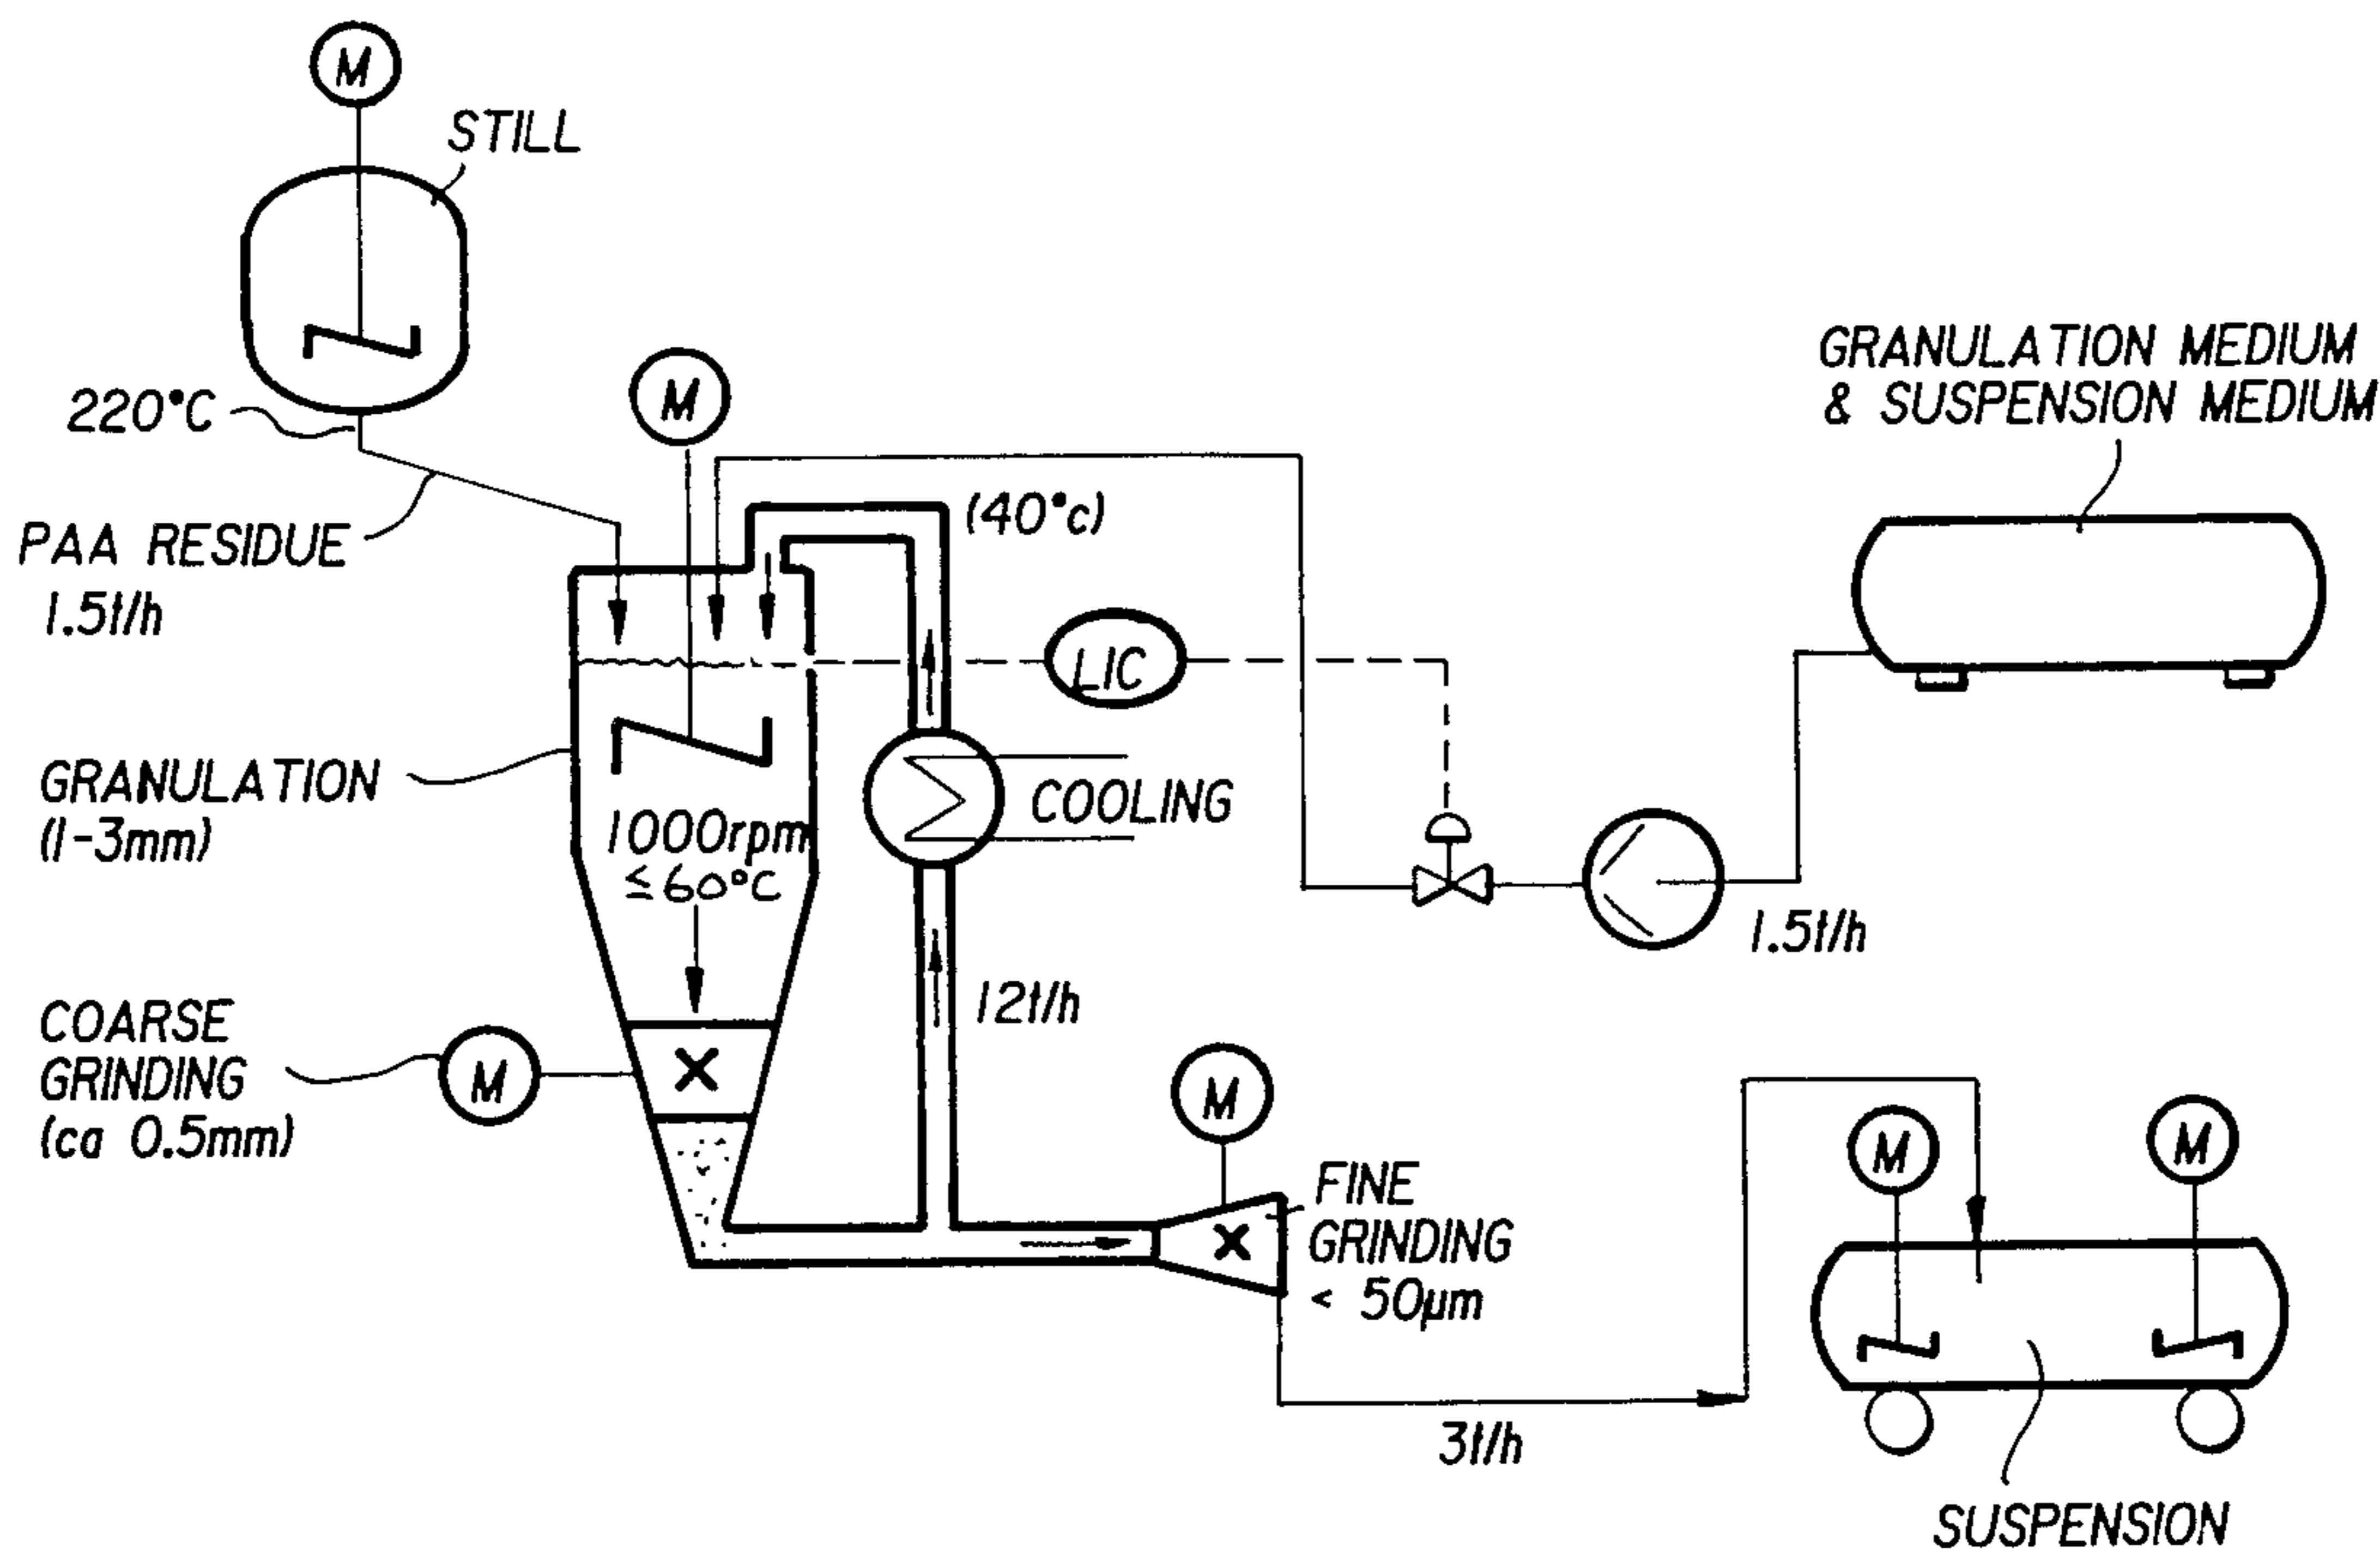 M
STILL
220°C
PAA RESIDUE
1.5t/h
M
(40°c)
GRANULATION MEDIUM
& SUSPENSION MEDIUM
LIC
GRANULATION
(1-3mm)
1000rpm
≤60°C
COOLING
1.5t/h
12t/h
COARSE
GRINDING
(ca 0.5mm)
M
M
FINE
GRINDING
< 50μm
M
M
3t/h
SUSPENSION